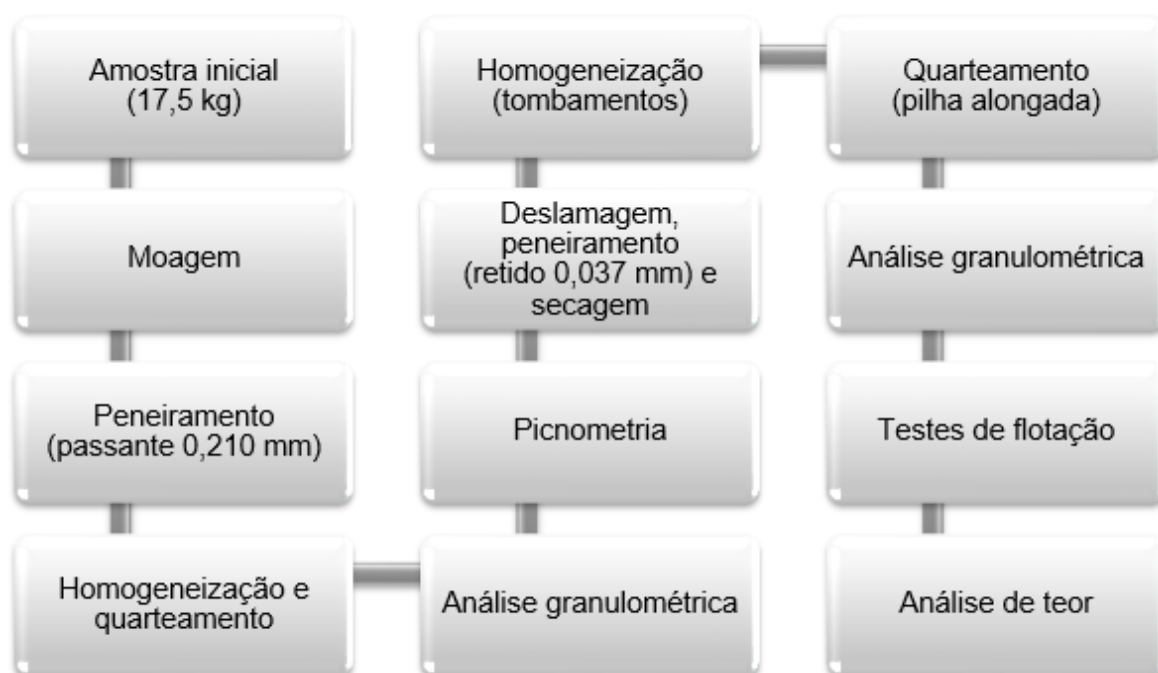 Amostra inicial
(17,5 kg)
Moagem
Peneiramento
(passante 0,210 mm)
Homogeneização e
quarteamento
Análise granulométrica
Picnometria
Deslamagem,
peneiramento
(retido 0,037 mm) e
secagem
Homogeneização
(tombamentos)
Quarteamento
(pilha alongada)
Análise granulométrica
Testes de flotação
Análise de teor